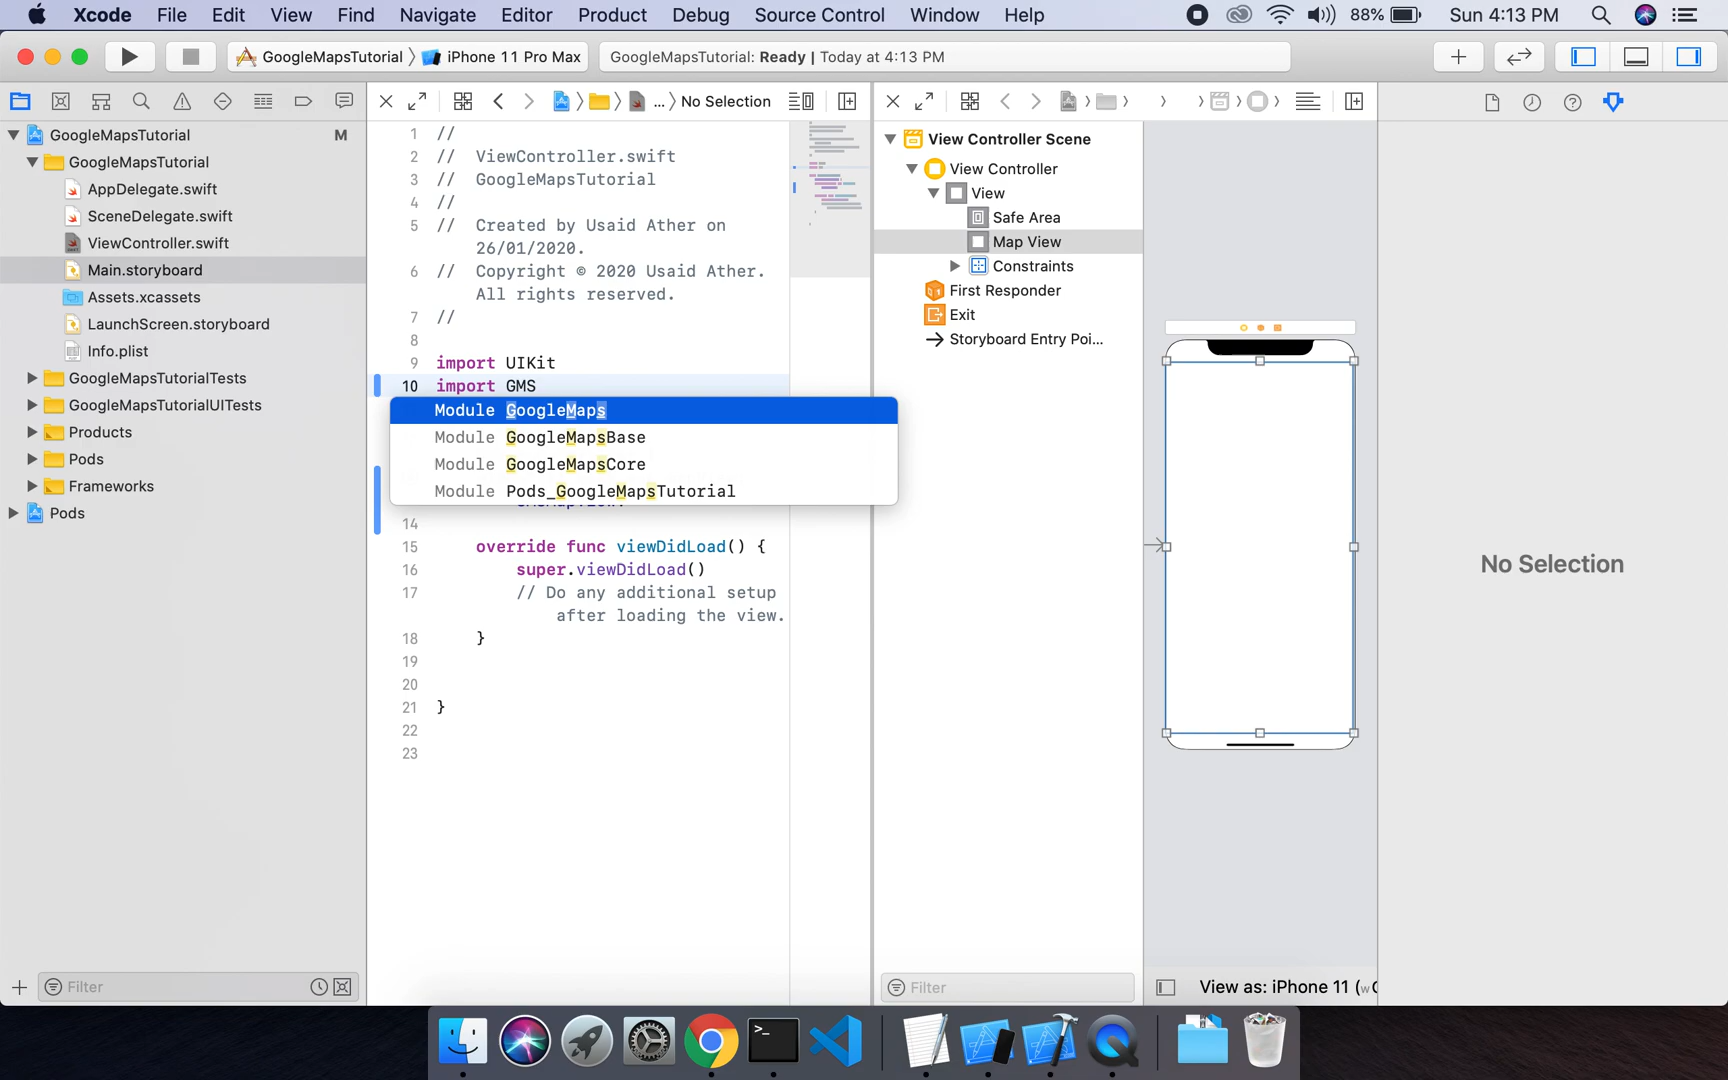 Xcode File Edit View Find Navigate Editor Product Debug Source Control Window Help 88% Sun 4:13 PM
GoogleMapsTutorial iPhone 11 Pro Max GoogleMapsTutorial: Ready | Today at 4:13 PM
... No Selection
GoogleMapsTutorial M
GoogleMapsTutorial
AppDelegate.swift
SceneDelegate.swift
ViewController.swift
Main.storyboard
Assets.xcassets
LaunchScreen.storyboard
Info.plist
GoogleMapsTutorialTests
GoogleMapsTutorialUITests
Products
Pods
Frameworks
Pods
Filter
1 //
2 // ViewController.swift
3 // GoogleMapsTutorial
4 //
5 // Created by Usaid Ather on
26/01/2020.
6 // Copyright © 2020 Usaid Ather.
All rights reserved.
7 //
8
9 import UIKit
10 import GMS
Module GoogleMaps
Module GoogleMapsBase
Module GoogleMapsCore
Module Pods_GoogleMapsTutorial
14
15 override func viewDidLoad() {
16 super.viewDidLoad()
17 // Do any additional setup
after loading the view.
18 }
19
20
21 }
22
23
View Controller Scene
View Controller
View
Safe Area
Map View
Constraints
First Responder
Exit
Storyboard Entry Poi...
Filter
View as: iPhone 11 (w
No Selection